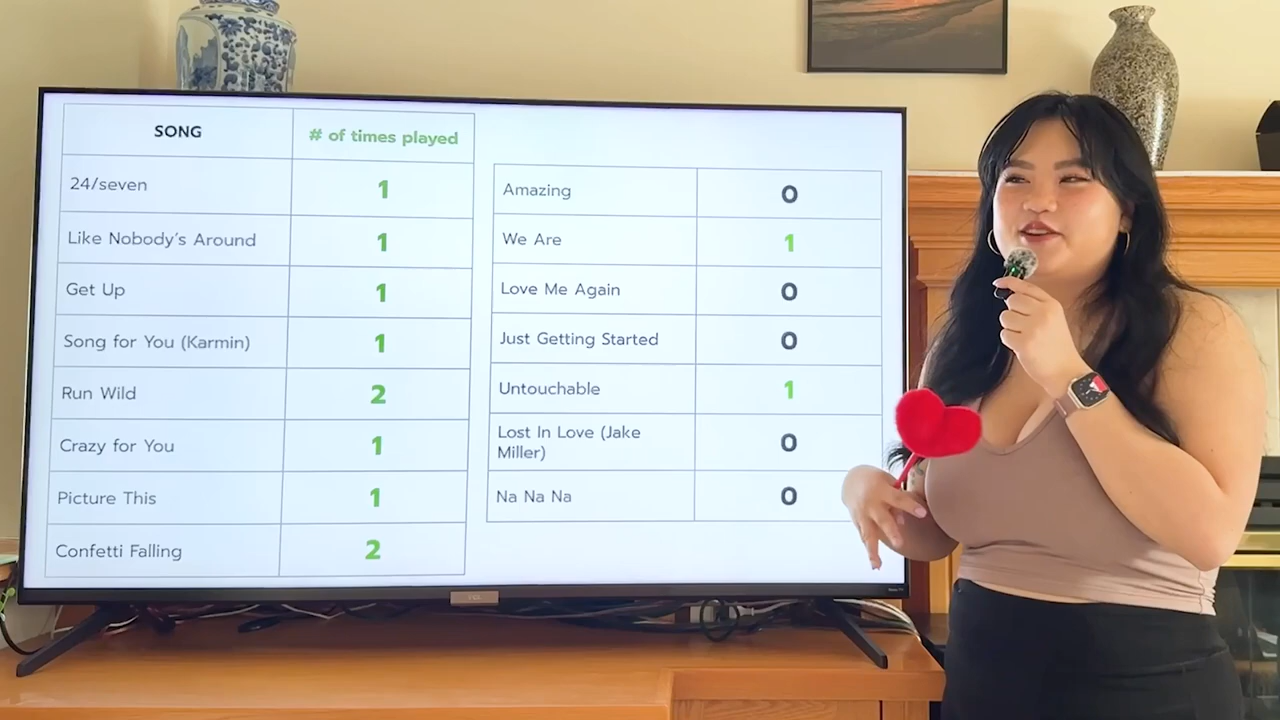 SONG # of times played
24/seven 1
Like Nobody's Around 1
Get Up 1
Song for You (Karmin) 1
Run Wild 2
Crazy for You 1
Picture This 1
Confetti Falling 2
Amazing 0
We Are 1
Love Me Again 0
Just Getting Started 0
Untouchable 1
Lost In Love (Jake
Miller) 0
Na Na Na 0
TCL